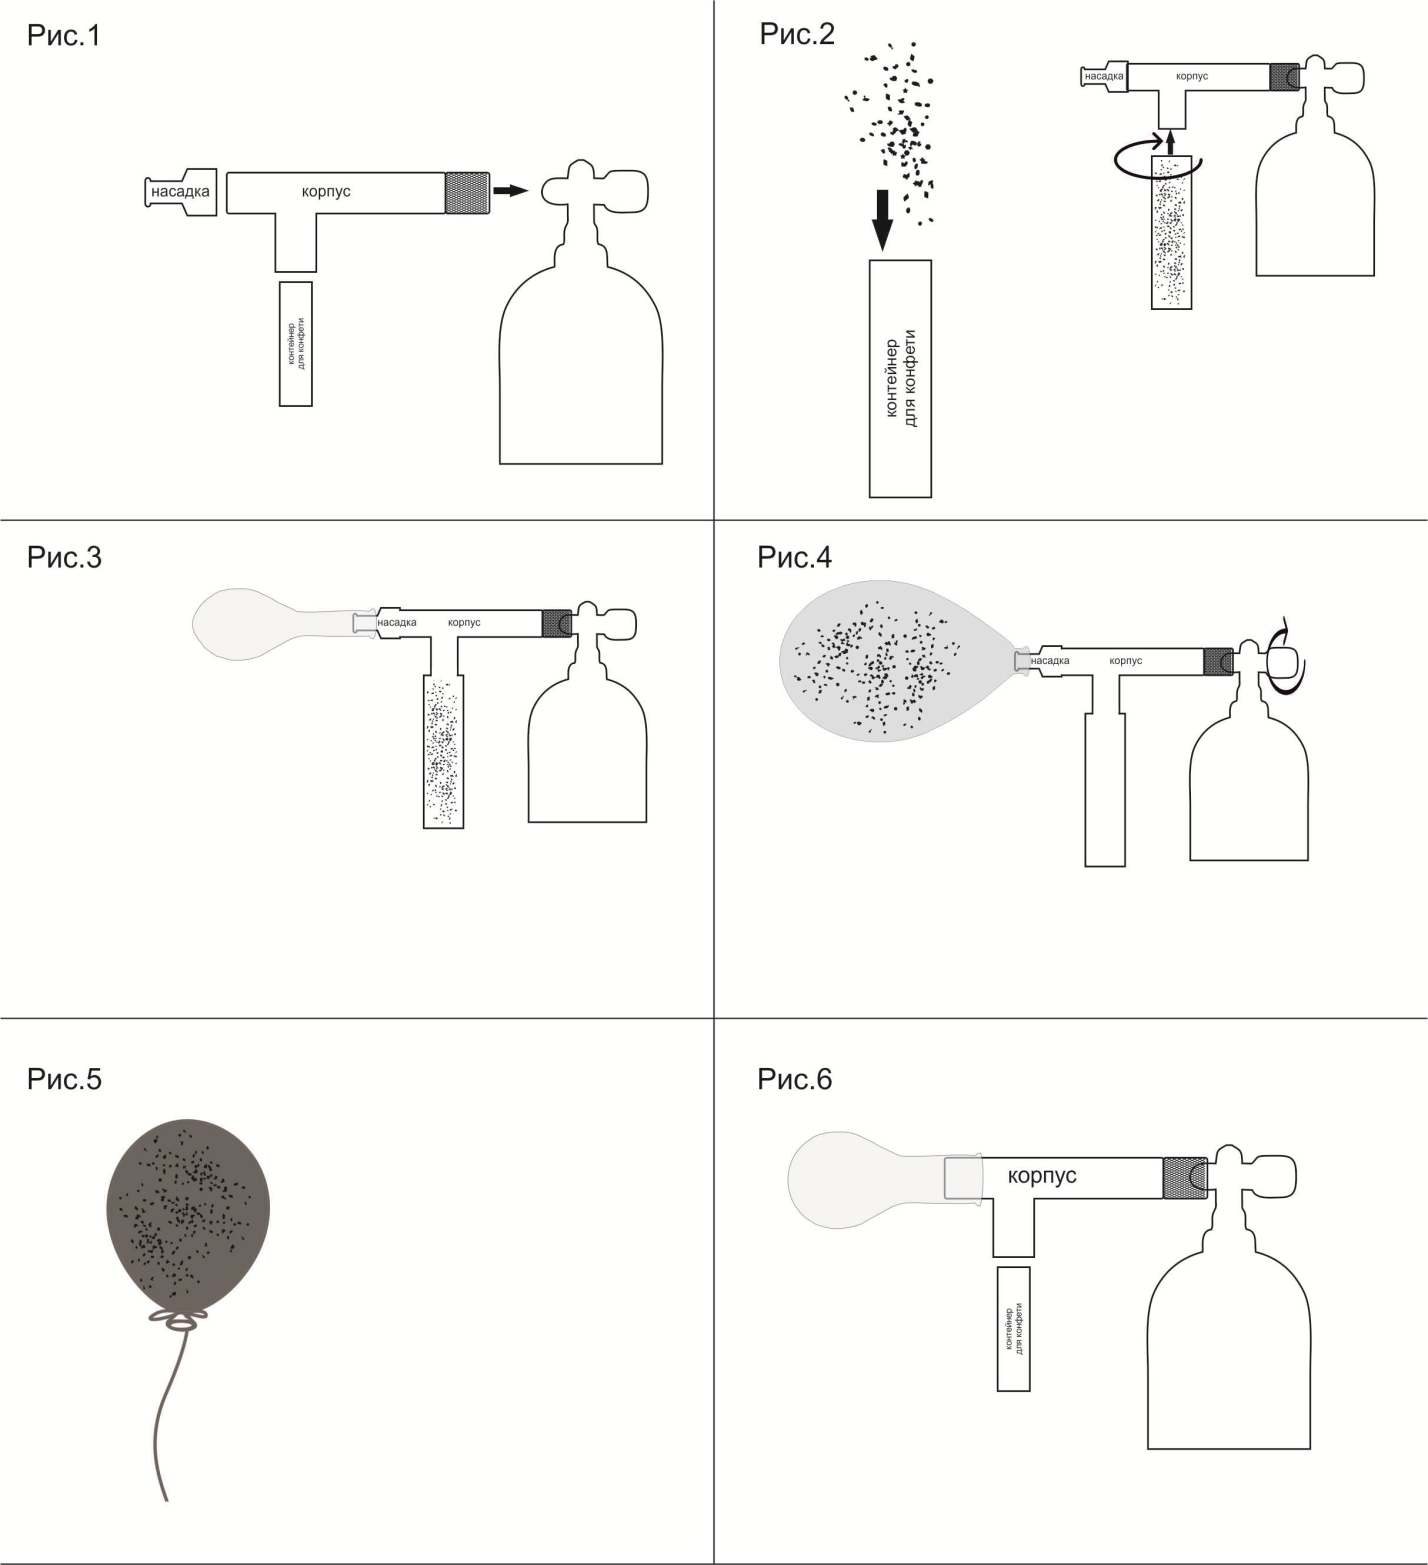 Рис.1
насадка
корпус
контейнер
для конфети
Рис.2
контейнер
для конфети
насадка
корпус
Рис.3
насадка
корпус
Рис.4
насадка
корпус
Рис.5
Рис.6
корпус
контейнер
для конфети